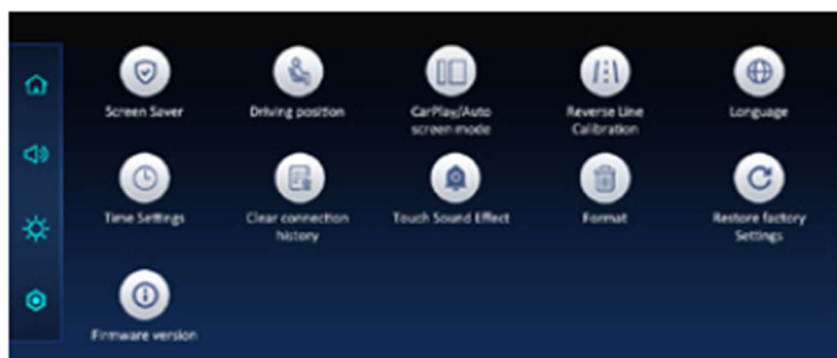 Screen Saver
Driving position
CarPlay/Auto
screen mode
Reverse Line
Calibration
Language
Time Settings
Clear connection
history
Touch Sound Effect
Format
Restore factory
Settings
Firmware version